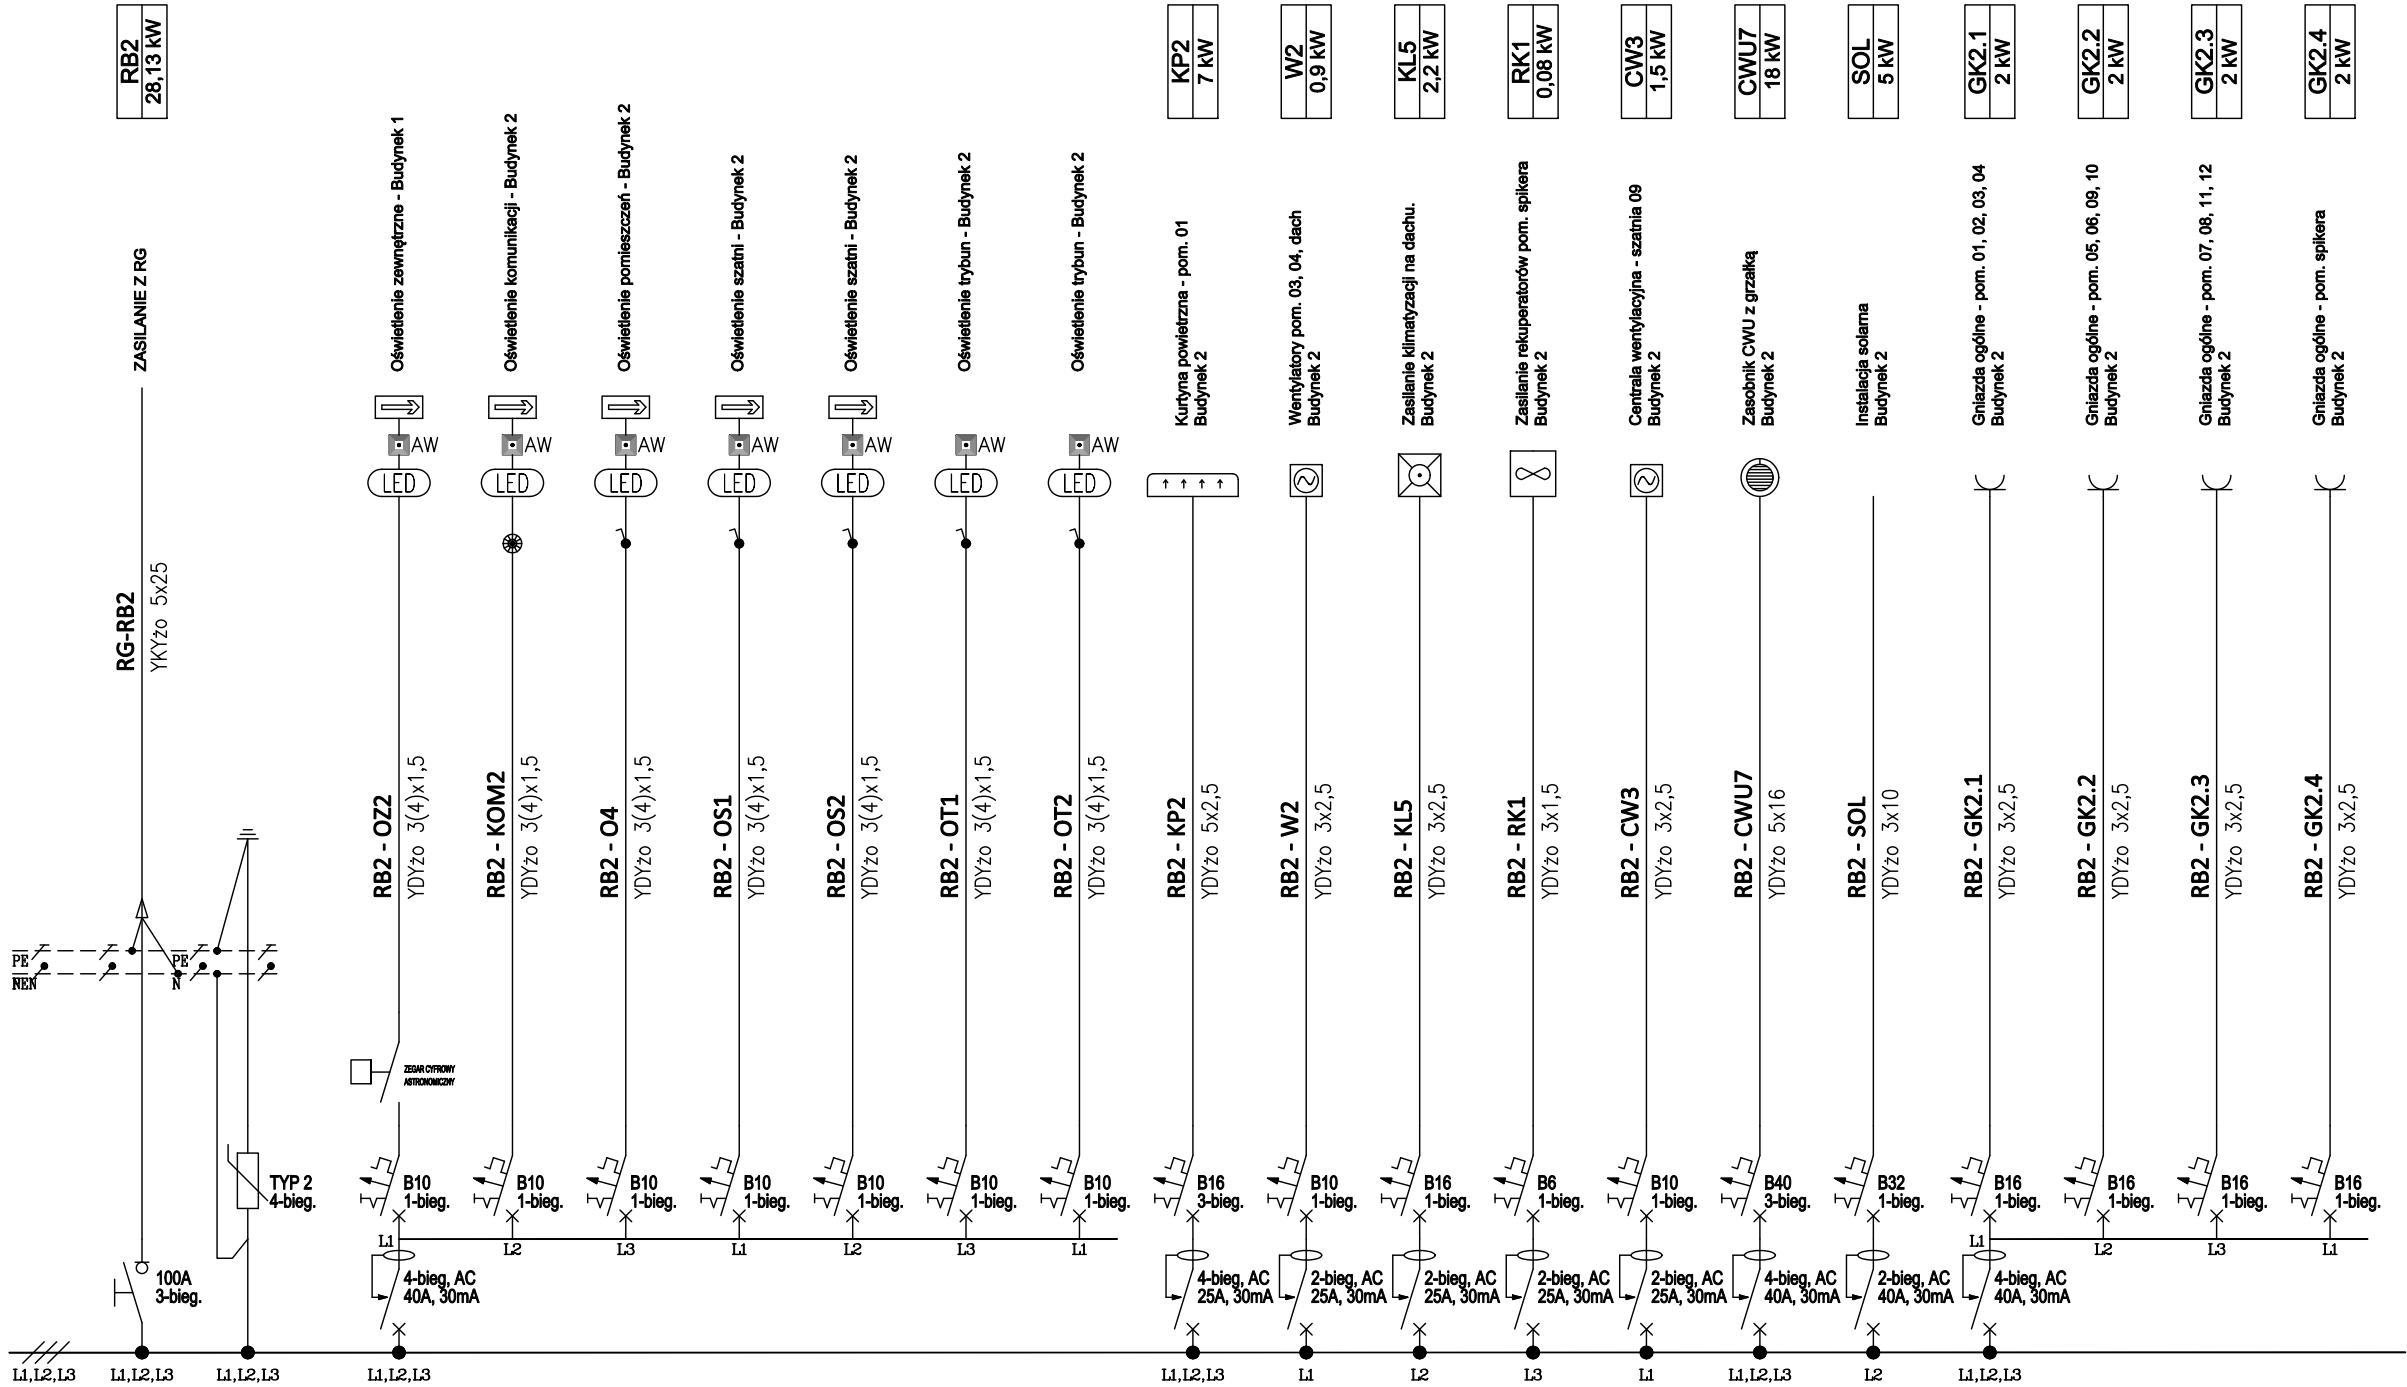 RB2
28,13 kW
KP2
7 kW
W2
0,9 kW
KL5
2,2 kW
RK1
0,08 kW
CW3
1,5 kW
CWU7
18 kW
SOL
5 kW
GK2.1
2 kW
GK2.2
2 kW
GK2.3
2 kW
GK2.4
2 kW
ZASILANIE Z RG
Oświetlenie zewnętrzne - Budynek 1
Oświetlenie komunikacji - Budynek 2
Oświetlenie pomieszczeń - Budynek 2
Oświetlenie szatni - Budynek 2
Oświetlenie szatni - Budynek 2
Oświetlenie trybun - Budynek 2
Oświetlenie trybun - Budynek 2
Kurtyna powietrzna - pom. 01
Budynek 2
Wentylatory pom. 03, 04, dach
Budynek 2
Zasilanie klimatyzacji na dachu.
Budynek 2
Zasilanie rekuperatorów pom. spikera
Budynek 2
Centrala wentylacyjna - szatnia 09
Budynek 2
Zasobnik CWU z grzałką
Budynek 2
Instalacja solarna
Budynek 2
Gniazda ogólne - pom. 01, 02, 03, 04
Budynek 2
Gniazda ogólne - pom. 05, 06, 09, 10
Budynek 2
Gniazda ogólne - pom. 07, 08, 11, 12
Budynek 2
Gniazda ogólne - pom. spikera
Budynek 2
AW
AW
AW
AW
AW
AW
AW
LED
LED
LED
LED
LED
LED
LED
RG-RB2
YKYżo 5x25
RB2 - OZ2
YDYżo 3(4)x1,5
RB2 - KOM2
YDYżo 3(4)x1,5
RB2 - O4
YDYżo 3(4)x1,5
RB2 - OS1
YDYżo 3(4)x1,5
RB2 - OS2
YDYżo 3(4)x1,5
RB2 - OT1
YDYżo 3(4)x1,5
RB2 - OT2
YDYżo 3(4)x1,5
RB2 - KP2
YDYżo 5x2,5
RB2 - W2
YDYżo 3x2,5
RB2 - KL5
YDYżo 3x2,5
RB2 - RK1
YDYżo 3x1,5
RB2 - CW3
YDYżo 3x2,5
RB2 - CWU7
YDYżo 5x16
RB2 - SOL
YDYżo 3x10
RB2 - GK2.1
YDYżo 3x2,5
RB2 - GK2.2
YDYżo 3x2,5
RB2 - GK2.3
YDYżo 3x2,5
RB2 - GK2.4
YDYżo 3x2,5
PE
PE
N
ZEGAR CYFROWY
ASTRONOMICZNY
TYP 2
4-bieg.
B10
1-bieg.
B10
1-bieg.
B10
1-bieg.
B10
1-bieg.
B10
1-bieg.
B10
1-bieg.
B10
1-bieg.
B16
3-bieg.
B10
1-bieg.
B16
1-bieg.
B6
1-bieg.
B10
1-bieg.
B40
3-bieg.
B32
1-bieg.
B16
1-bieg.
B16
1-bieg.
B16
1-bieg.
B16
1-bieg.
L1
L2
L3
L1
L2
L3
L1
L1
L2
L3
L1
100A
3-bieg.
4-bieg, AC
40A, 30mA
4-bieg, AC
25A, 30mA
2-bieg, AC
25A, 30mA
2-bieg, AC
25A, 30mA
2-bieg, AC
25A, 30mA
2-bieg, AC
25A, 30mA
4-bieg, AC
40A, 30mA
2-bieg, AC
40A, 30mA
4-bieg, AC
40A, 30mA
L1,L2,L3
L1,L2,L3
L1,L2,L3
L1,L2,L3
L1,L2,L3
L1
L2
L3
L1
L1,L2,L3
L2
L1,L2,L3